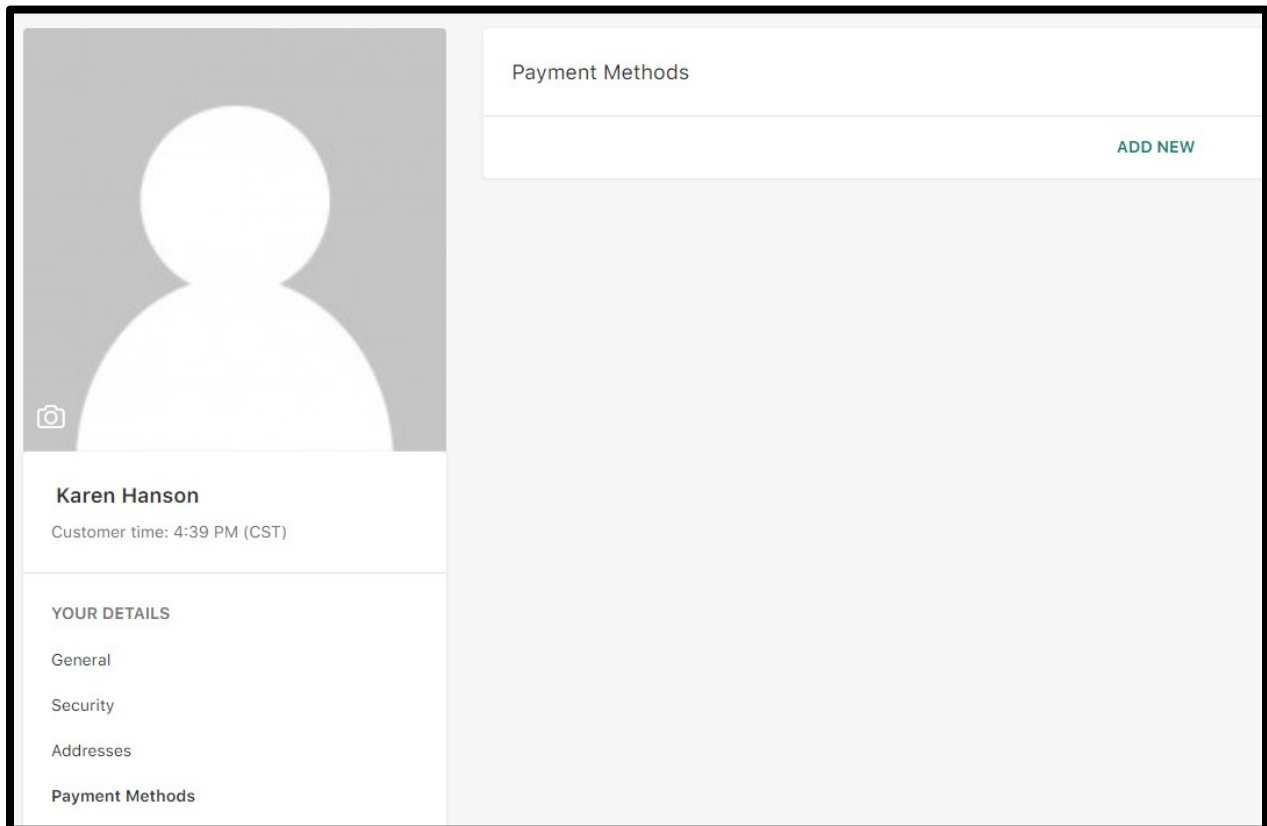 Payment Methods
ADD NEW
Karen Hanson
Customer time: 4:39 PM (CST)
YOUR DETAILS
General
Security
Addresses
Payment Methods